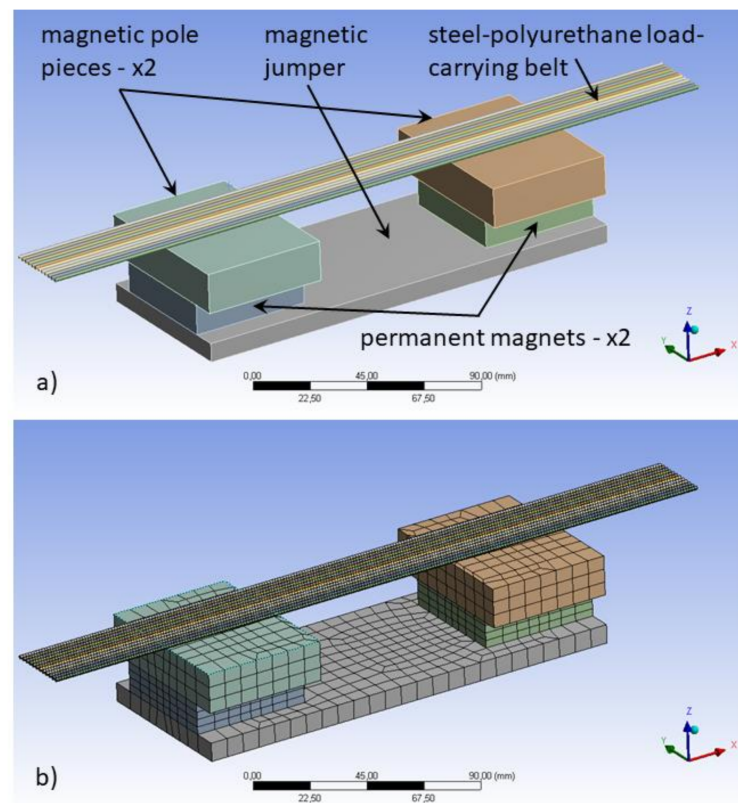 magnetic pole
pieces - x2
magnetic
jumper
steel-polyurethane load-
carrying belt
permanent magnets - x2
Z
Y
X
a)
0,00 45,00 90,00 (mm)
22,50 67,50
Z
Y
X
b)
0,00 45,00 90,00 (mm)
22,50 67,50